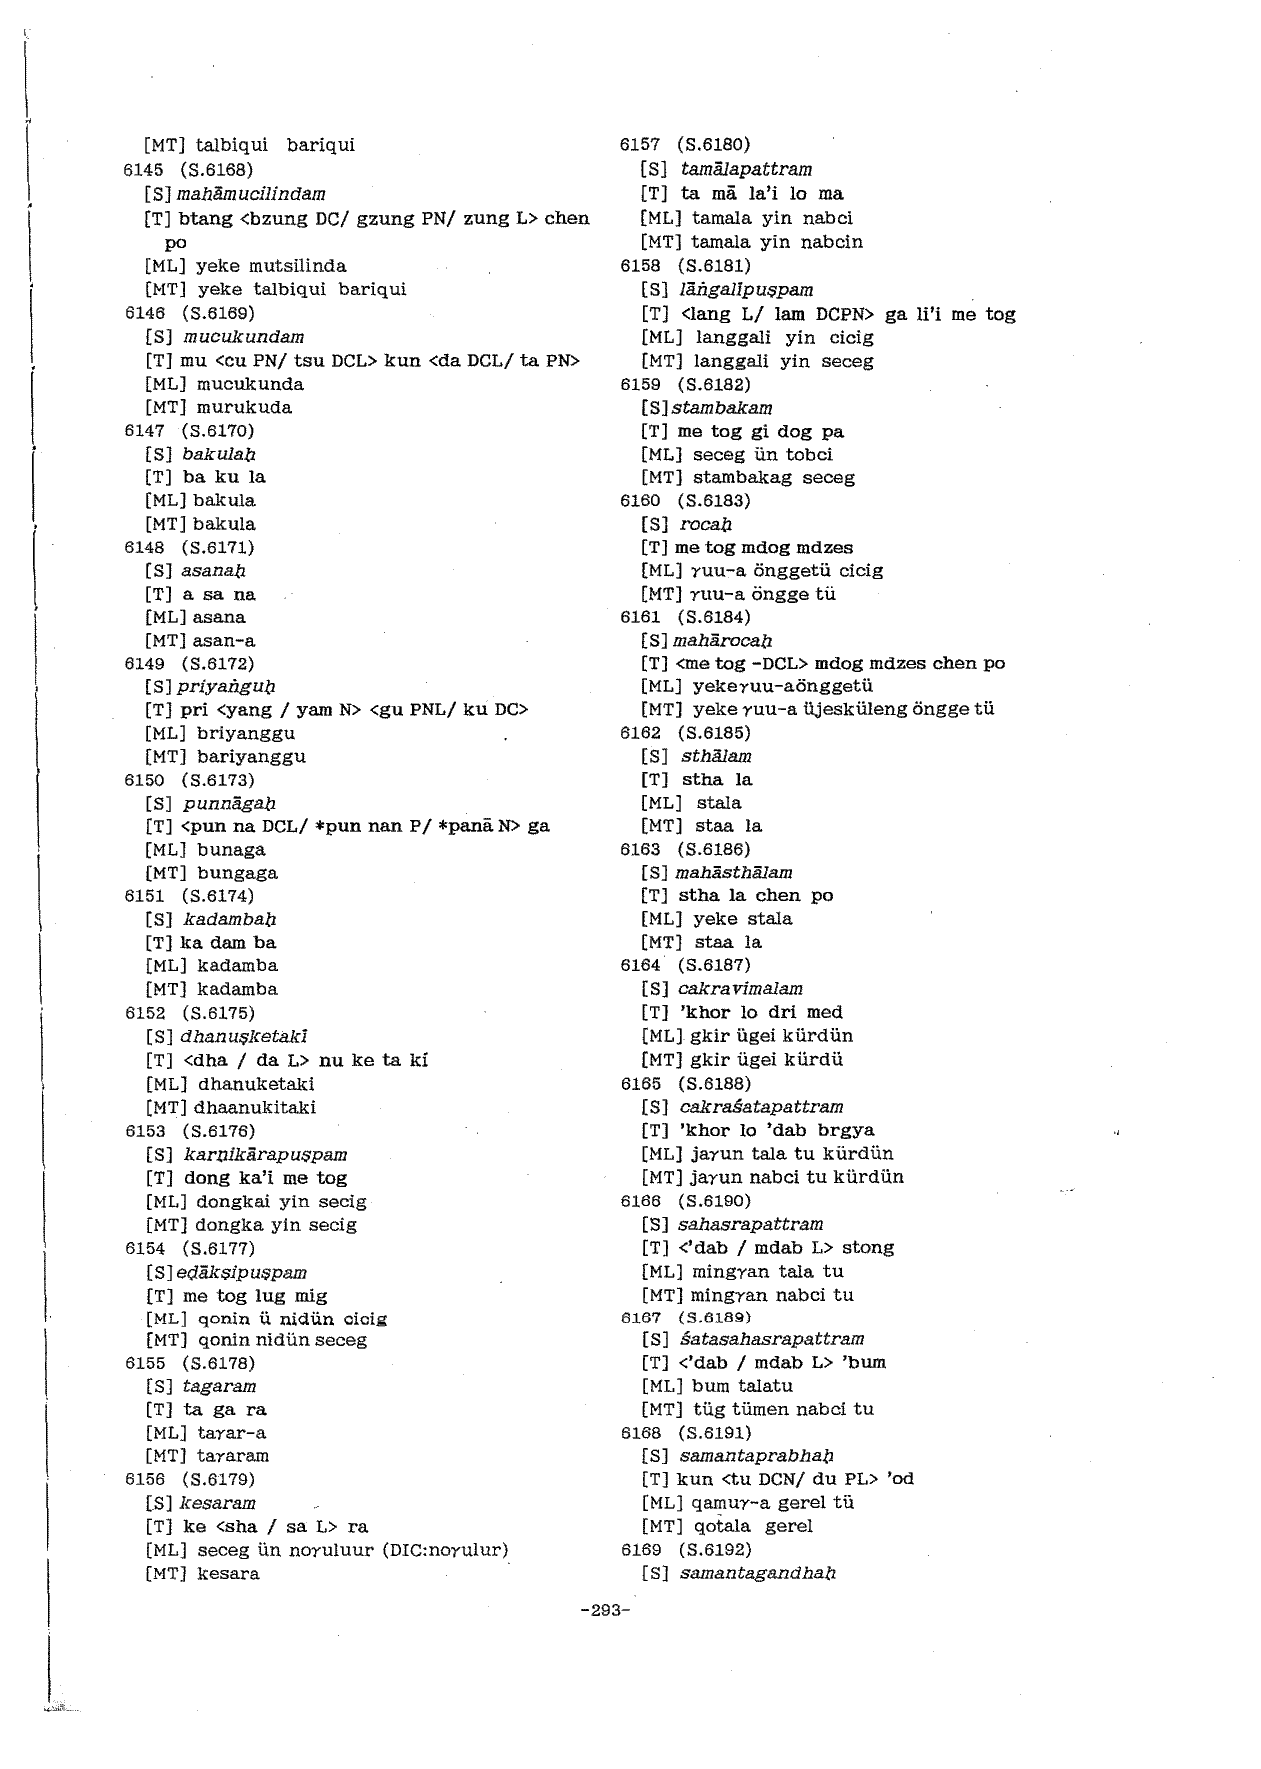 [MT] talbiqui bariqui
6145 (S.6168)
[S] mahāmucilindam
[T] btang <bzung DC/ gzung PN/ zung L> chen
po
[ML] yeke mutsilinda
[MT] yeke talbiqui bariqui
6146 (S.6169)
[S] mucukundam
[T] mu <cu PN/ tsu DCL> kun <da DCL/ ta PN>
[ML] mucukunda
[MT] murukuda
6147 (S.6170)
[S] bakulaḥ
[T] ba ku la
[ML] bakula
[MT] bakula
6148 (S.6171)
[S] asanaḥ
[T] a sa na
[ML] asana
[MT] asan-a
6149 (S.6172)
[S] priyaṅguḥ
[T] pri <yang / yam N> <gu PNL/ ku DC>
[ML] briyanggu
[MT] bariyanggu
6150 (S.6173)
[S] punnāgaḥ
[T] <pun na DCL/ *pun nan P/ *panā N> ga
[ML] bunaga
[MT] bungaga
6151 (S.6174)
[S] kadambaḥ
[T] ka dam ba
[ML] kadamba
[MT] kadamba
6152 (S.6175)
[S] dhanuṣketakī
[T] <dha / da L> nu ke ta kí
[ML] dhanuketaki
[MT] dhaanukitaki
6153 (S.6176)
[S] karṇikārapuṣpam
[T] dong ka'i me tog
[ML] dongkai yin secig
[MT] dongka yin secig
6154 (S.6177)
[S] eḍākṣipuṣpam
[T] me tog lug mig
[ML] qonin ü nidün cicig
[MT] qonin nidün seceg
6155 (S.6178)
[S] tagaram
[T] ta ga ra
[ML] taγar-a
[MT] taγaram
6156 (S.6179)
[S] kesaram
[T] ke <sha / sa L> ra
[ML] seceg ün noγuluur (DIC:noγulur)
[MT] kesara
6157 (S.6180)
[S] tamālapattram
[T] ta mā la'i lo ma
[ML] tamala yin nabci
[MT] tamala yin nabcin
6158 (S.6181)
[S] lāṅgalīpuṣpam
[T] <lang L/ lam DCPN> ga li'i me tog
[ML] langgali yin cicig
[MT] langgali yin seceg
6159 (S.6182)
[S] stambakam
[T] me tog gi dog pa
[ML] seceg ün tobci
[MT] stambakag seceg
6160 (S.6183)
[S] rocaḥ
[T] me tog mdog mdzes
[ML] γuu-a önggetü cicig
[MT] γuu-a öngge tü
6161 (S.6184)
[S] mahārocaḥ
[T] <me tog -DCL> mdog mdzes chen po
[ML] yekeγuu-aönggetü
[MT] yeke γuu-a üjesküleng öngge tü
6162 (S.6185)
[S] sthālam
[T] stha la
[ML] stala
[MT] staa la
6163 (S.6186)
[S] mahāsthālam
[T] stha la chen po
[ML] yeke stala
[MT] staa la
6164 (S.6187)
[S] cakravimalam
[T] 'khor lo dri med
[ML] gkir ügei kürdün
[MT] gkir ügei kürdü
6165 (S.6188)
[S] cakraśatapattram
[T] 'khor lo 'dab brgya
[ML] jaγun tala tu kürdün
[MT] jaγun nabci tu kürdün
6166 (S.6190)
[S] sahasrapattram
[T] <'dab / mdab L> stong
[ML] mingγan tala tu
[MT] mingγan nabci tu
6167 (S.6189)
[S] śatasahasrapattram
[T] <'dab / mdab L> 'bum
[ML] bum talatu
[MT] tüg tümen nabci tu
6168 (S.6191)
[S] samantaprabhaḥ
[T] kun <tu DCN/ du PL> 'od
[ML] qamuγ-a gerel tü
[MT] qotala gerel
6169 (S.6192)
[S] samantagandhaḥ
-293-